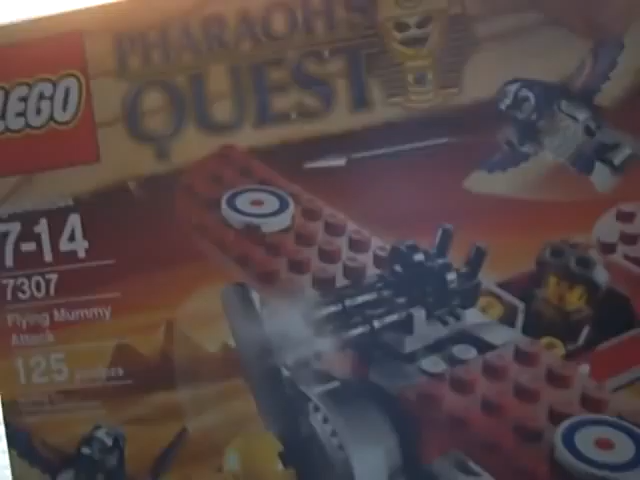 PHARAOH'S
QUEST
LEGO
7-14
7307
Flying Mummy
Attack
125